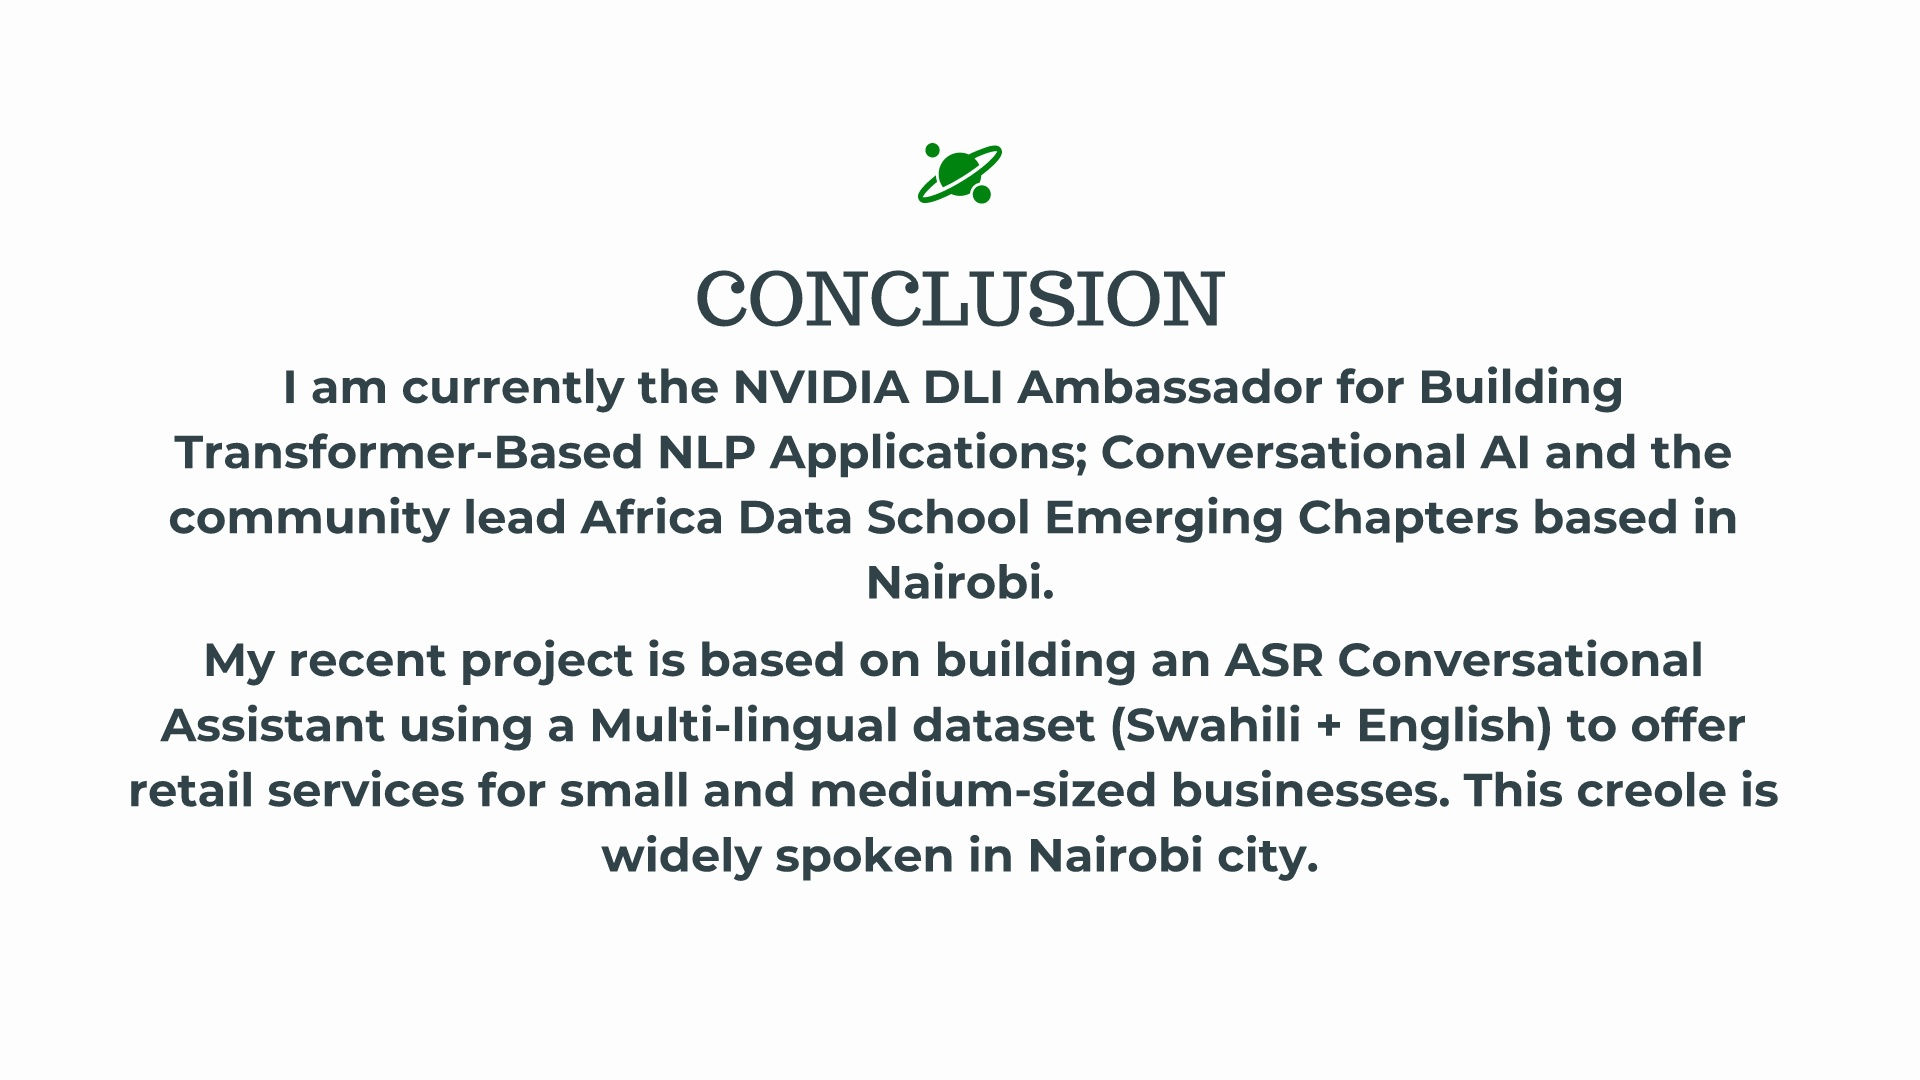 CONCLUSION
I am currently the NVIDIA DLI Ambassador for Building
Transformer-Based NLP Applications; Conversational AI and the
community lead Africa Data School Emerging Chapters based in
Nairobi.
My recent project is based on building an ASR Conversational
Assistant using a Multi-lingual dataset (Swahili + English) to offer
retail services for small and medium-sized businesses. This creole is
widely spoken in Nairobi city.